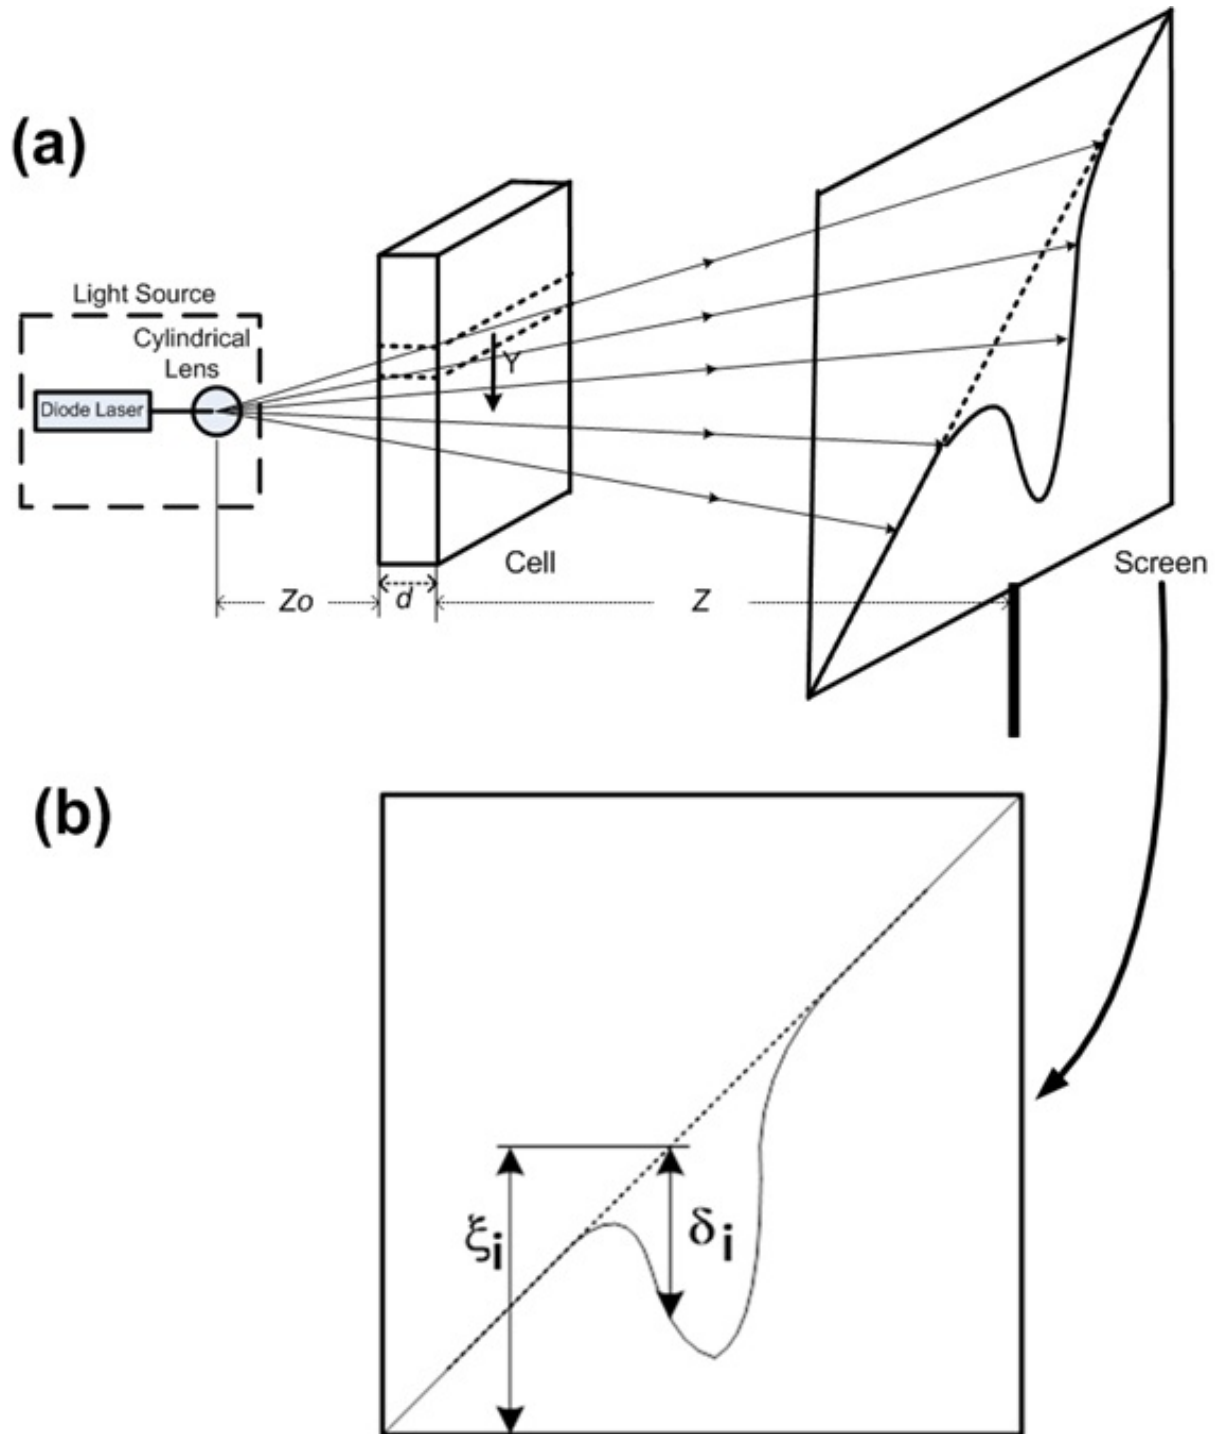 (a)
Light Source
Cylindrical
Lens
Diode Laser
Y
Cell
Screen
Zo
d
Z
(b)
ξi
δi